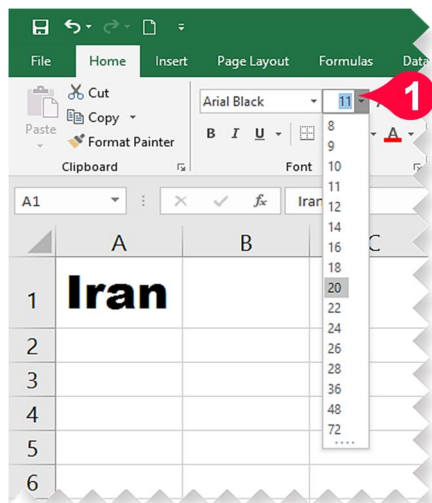 File Home Insert Page Layout Formulas Data
Paste
Cut
Copy
Format Painter
Clipboard
Arial Black 11
B I U A
Font
1
A1 fx Iran
A B C
1 Iran
2
3
4
5
6
8
9
10
11
12
14
16
18
20
22
24
26
28
36
48
72